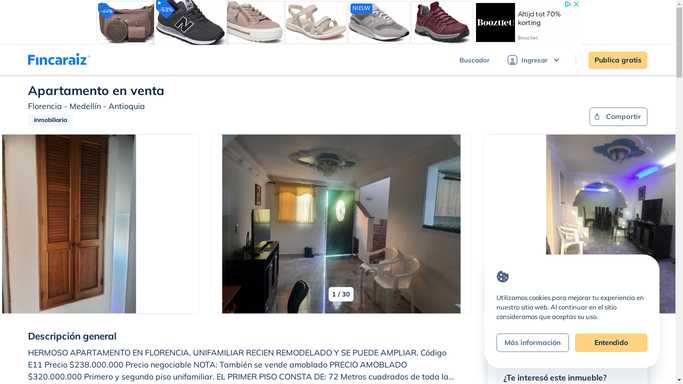 -44%
-53%
NIEUW
Altijd tot 70%
korting
Booztlet
Booztlet
Fincaraiz
Buscador
Ingresar
Publica gratis
Apartamento en venta
Florencia - Medellín - Antioquia
Inmobiliaria
Compartir
1 / 30
Utilizamos cookies para mejorar tu experiencia en
nuestro sitio web. Al continuar en el sitio
consideramos que aceptas su uso.
Más información
Entendido
Descripción general
HERMOSO APARTAMENTO EN FLORENCIA, UNIFAMILIAR RECIEN REMODELADO Y SE PUEDE AMPLIAR. Código
E11 Precio $238.000.000 Precio negociable NOTA: También se vende amoblado PRECIO AMOBLADO
$320.000.000 Primero y segundo piso unifamiliar. EL PRIMER PISO CONSTA DE: 72 Metros cuadrados de toda la...
¿Te interesó este inmueble?